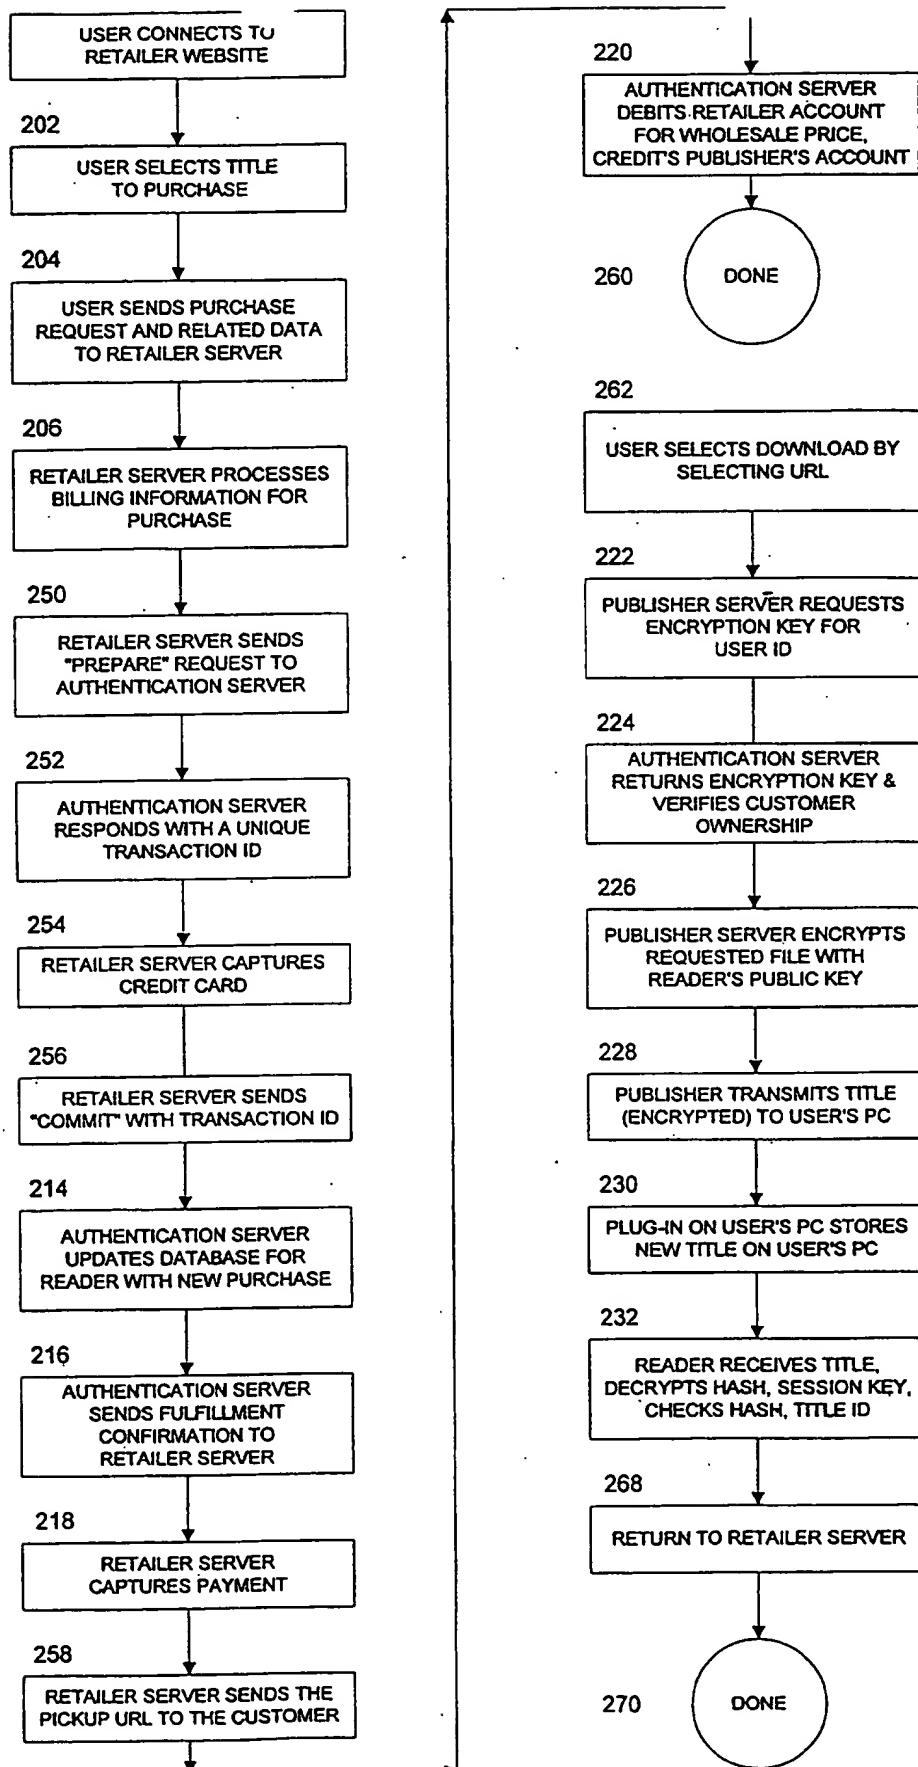 USER CONNECTS TO
RETAILER WEBSITE
202
USER SELECTS TITLE
TO PURCHASE
204
USER SENDS PURCHASE
REQUEST AND RELATED DATA
TO RETAILER SERVER
206
RETAILER SERVER PROCESSES
BILLING INFORMATION FOR
PURCHASE
250
RETAILER SERVER SENDS
"PREPARE" REQUEST TO
AUTHENTICATION SERVER
252
AUTHENTICATION SERVER
RESPONDS WITH A UNIQUE
TRANSACTION ID
254
RETAILER SERVER CAPTURES
CREDIT CARD
256
RETAILER SERVER SENDS
"COMMIT" WITH TRANSACTION ID
214
AUTHENTICATION SERVER
UPDATES DATABASE FOR
READER WITH NEW PURCHASE
216
AUTHENTICATION SERVER
SENDS FULFILLMENT
CONFIRMATION TO
RETAILER SERVER
218
RETAILER SERVER
CAPTURES PAYMENT
258
RETAILER SERVER SENDS THE
PICKUP URL TO THE CUSTOMER
220
AUTHENTICATION SERVER
DEBITS RETAILER ACCOUNT
FOR WHOLESALE PRICE,
CREDIT'S PUBLISHER'S ACCOUNT
260
DONE
262
USER SELECTS DOWNLOAD BY
SELECTING URL
222
PUBLISHER SERVER REQUESTS
ENCRYPTION KEY FOR
USER ID
224
AUTHENTICATION SERVER
RETURNS ENCRYPTION KEY &
VERIFIES CUSTOMER
OWNERSHIP
226
PUBLISHER SERVER ENCRYPTS
REQUESTED FILE WITH
READER'S PUBLIC KEY
228
PUBLISHER TRANSMITS TITLE
(ENCRYPTED) TO USER'S PC
230
PLUG-IN ON USER'S PC STORES
NEW TITLE ON USER'S PC
232
READER RECEIVES TITLE,
DECRYPTS HASH, SESSION KEY,
CHECKS HASH, TITLE ID
268
RETURN TO RETAILER SERVER
270
DONE